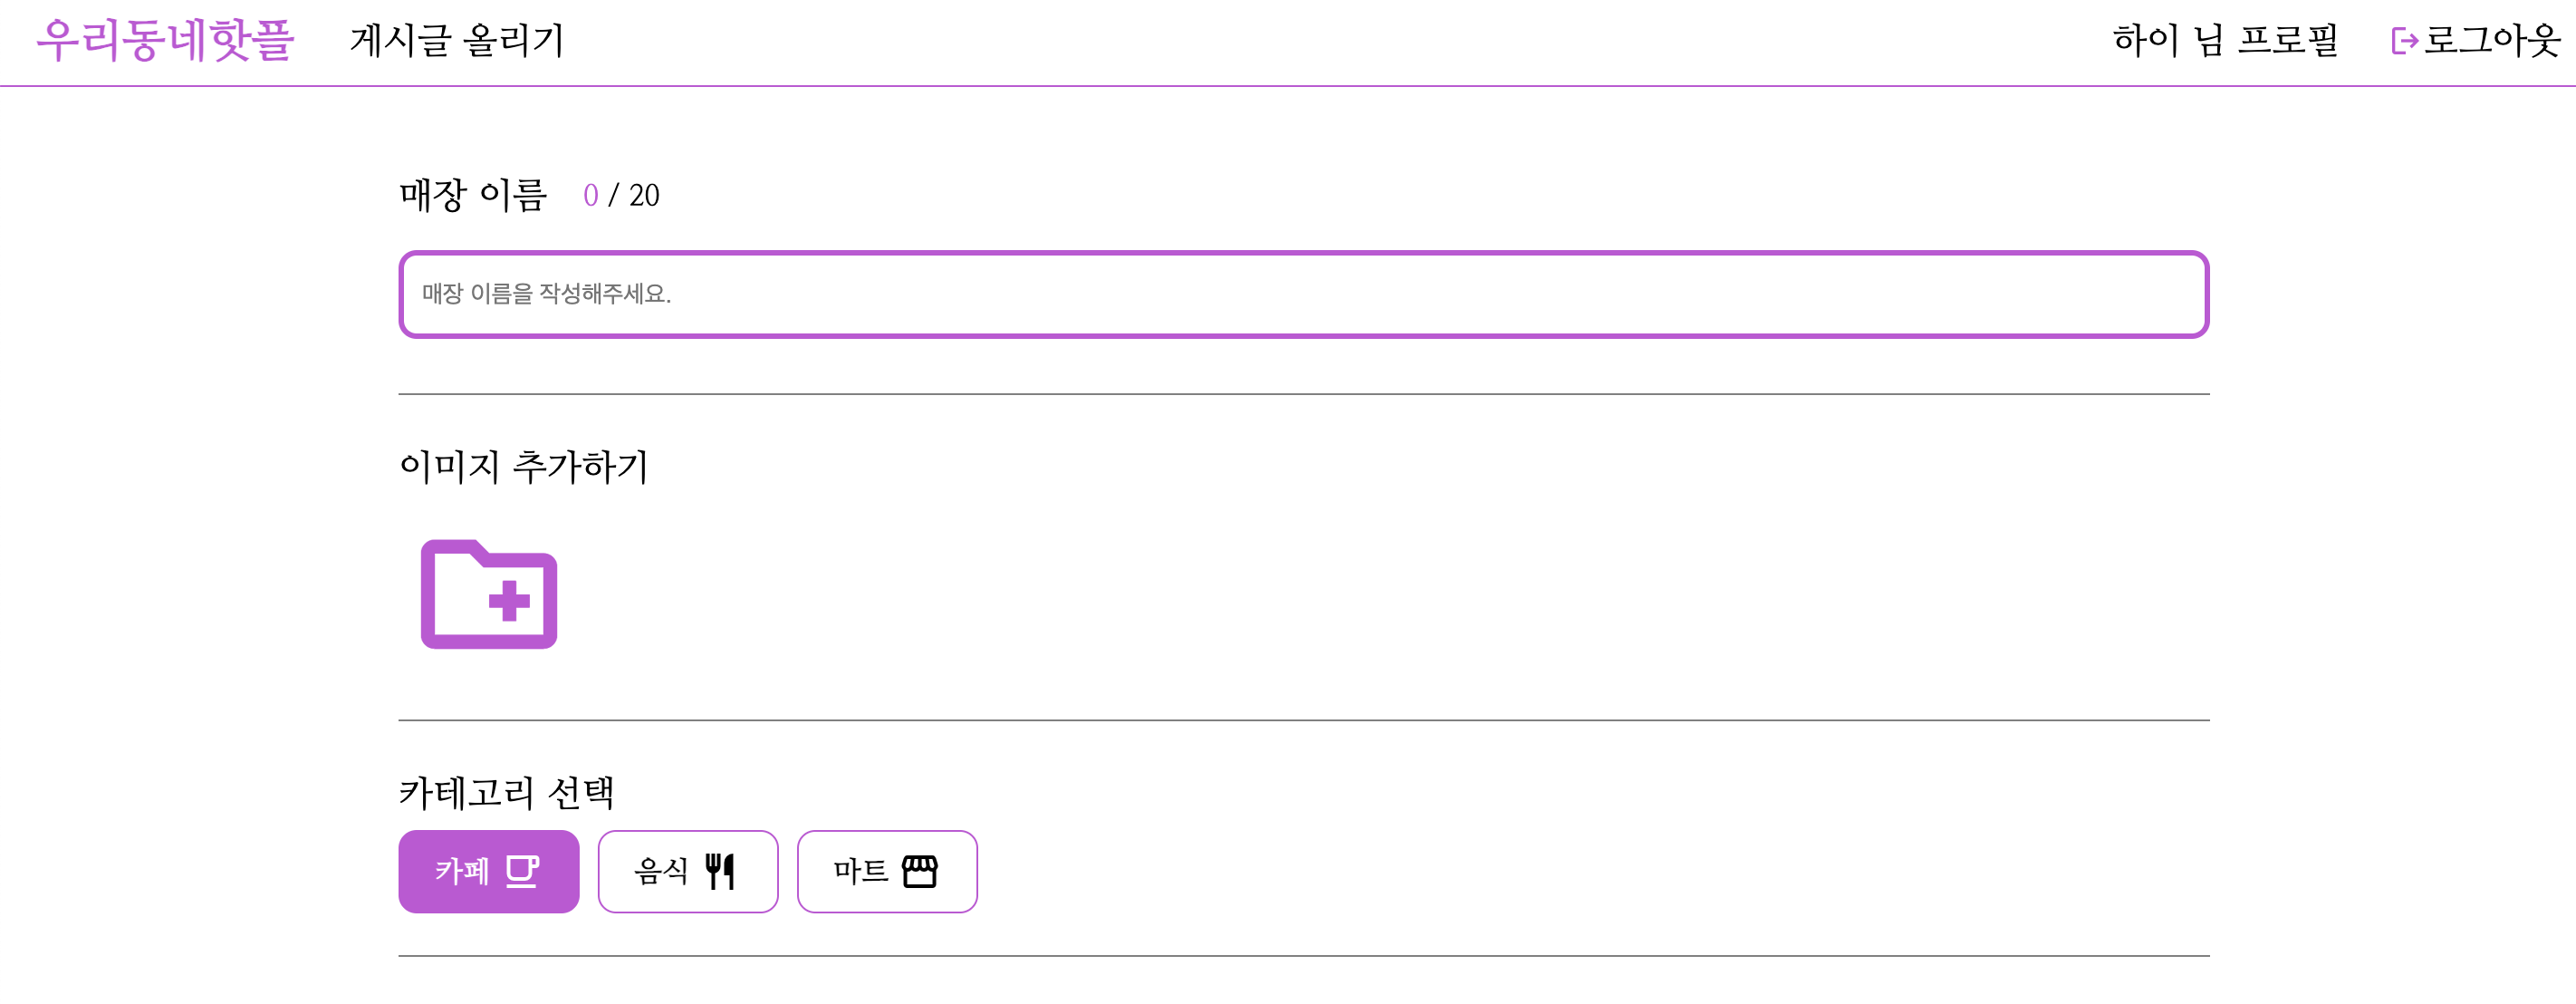 우리동네핫플 게시글 올리기 하이 님 프로필 로그아웃
매장 이름 0 / 20
매장 이름을 작성해주세요.
이미지 추가하기
카테고리 선택
카페 음식 마트